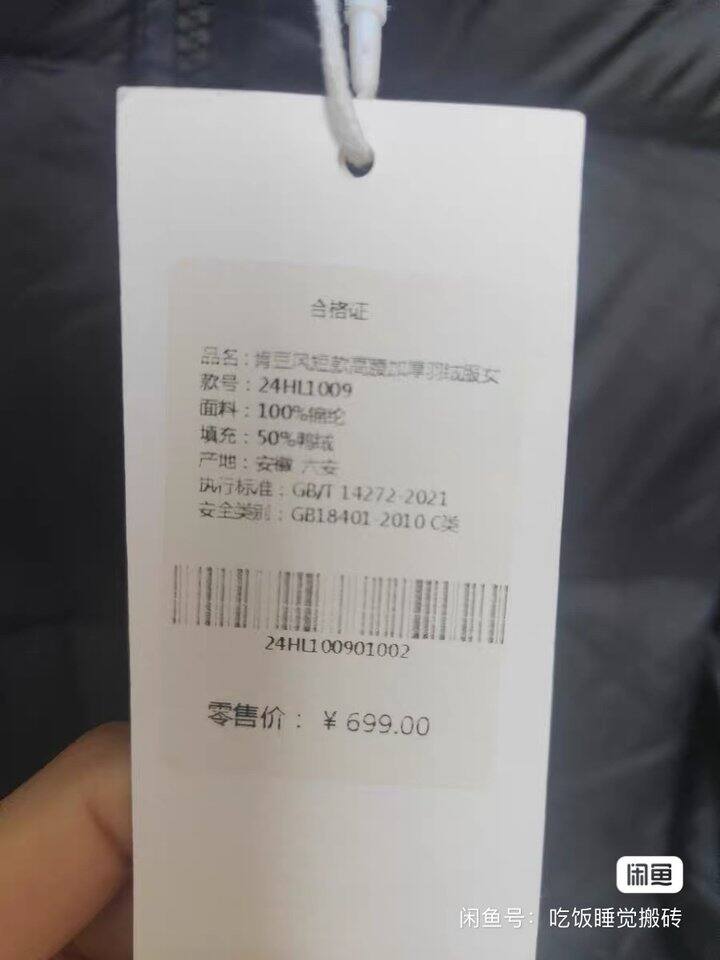 合格证
品名：肯豆风短款高腰加厚羽绒服女
款号：24HL1009
面料：100%锦纶
填充：50%鸭绒
产地：安徽 六安
执行标准：GB/T 14272-2021
安全类别：GB18401-2010 C类
24HL100901002
零售价：￥699.00
闲鱼
闲鱼号：吃饭睡觉搬砖